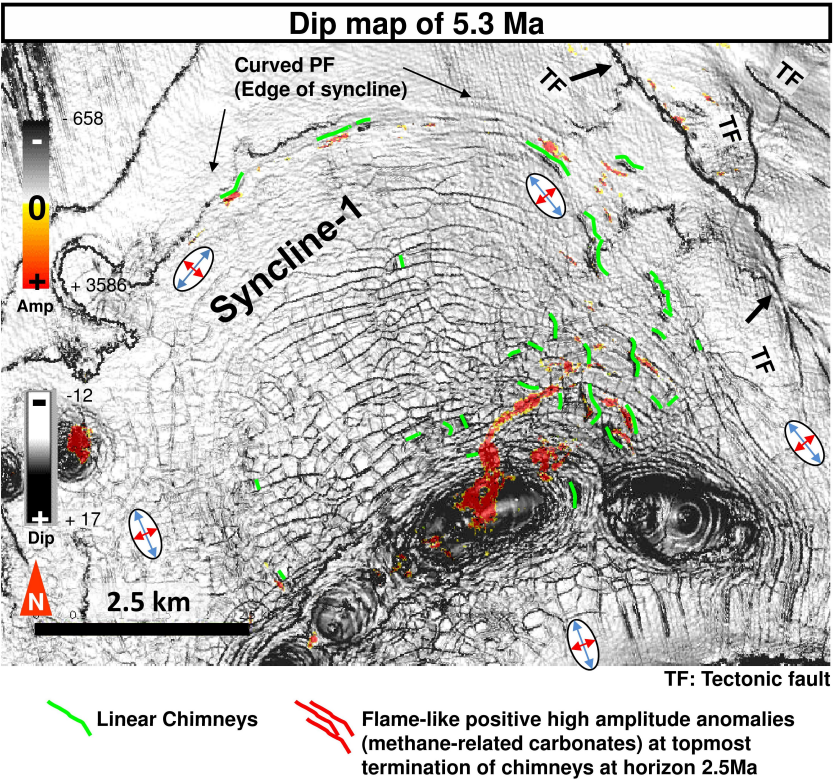 Dip map of 5.3 Ma
Curved PF
(Edge of syncline)
TF
TF
TF
- 658
-
0
+
+ 3586
Amp
Syncline-1
TF
-12
-
+
+ 17
Dip
N
2.5 km
TF: Tectonic fault
Linear Chimneys
Flame-like positive high amplitude anomalies
(methane-related carbonates) at topmost
termination of chimneys at horizon 2.5Ma